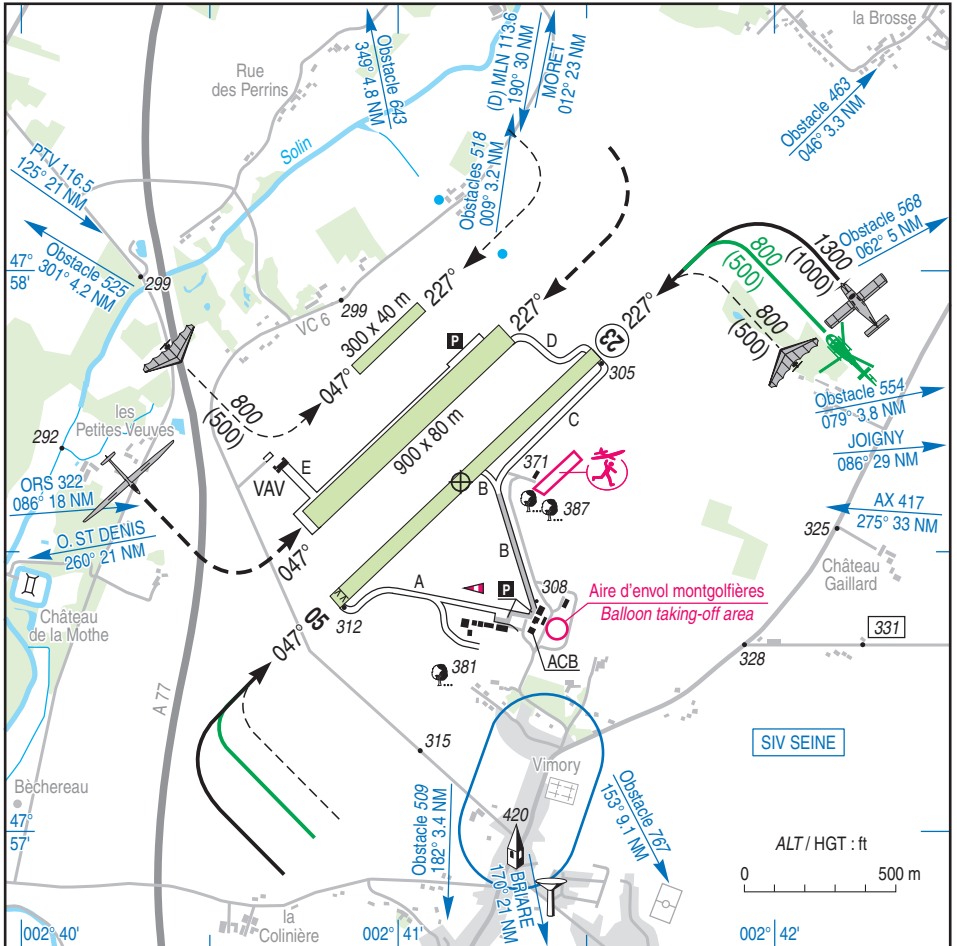 la Brosse
Rue
des Perrins
Obstacle 643
349° 4.8 NM
(D) MLN 113.6
190° 30 NM
MORET
012° 23 NM
Obstacle 463
046° 3.3 NM
Solin
PTV 116.5
125° 21 NM
Obstacles 518
009° 3.2 NM
Obstacle 525
301° 4.2 NM
1300
(1000)
800
(500)
Obstacle 568
062° 5 NM
47°
58'
299
299
VC 6
300 x 40 m
227°
227°
227°
23
800
(500)
P
D
305
047°
800
(500)
Obstacle 554
079° 3.8 NM
les
Petites Veuves
292
C
900 x 80 m
JOIGNY
086° 29 NM
ORS 322
086° 18 NM
E
VAV
371
B
387
AX 417
275° 33 NM
O. ST DENIS
260° 21 NM
047°
B
325
Château
Gaillard
Château
de la Mothe
05
312
047°
A
P
308
Aire d'envol montgolfières
Balloon taking-off area
ACB
381
331
328
A 77
315
Vimory
SIV SEINE
Bèchereau
47°
57'
Obstacle 509
182° 3.4 NM
420
BRIARE
170° 21 NM
Obstacle 767
153° 9.1 NM
ALT / HGT : ft
0
500 m
la
Colinière
002° 40'
002° 41'
002° 42'